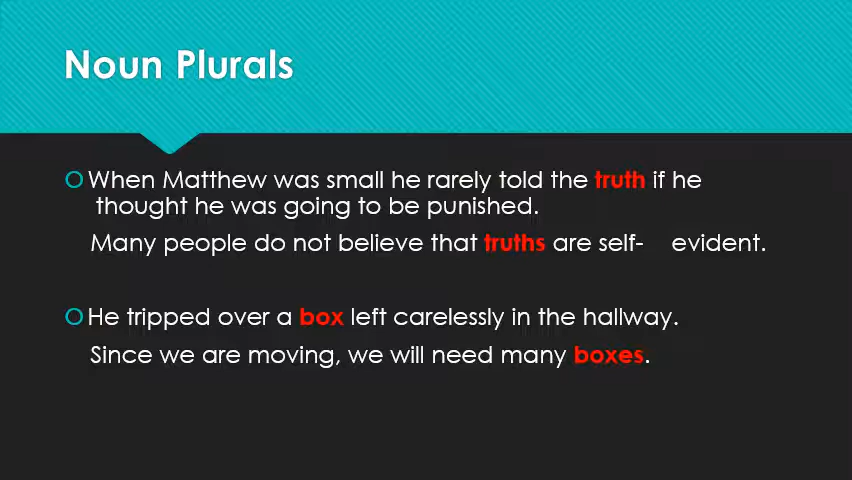 Noun Plurals
When Matthew was small he rarely told the truth if he
thought he was going to be punished.
Many people do not believe that truths are self- evident.
He tripped over a box left carelessly in the hallway.
Since we are moving, we will need many boxes.